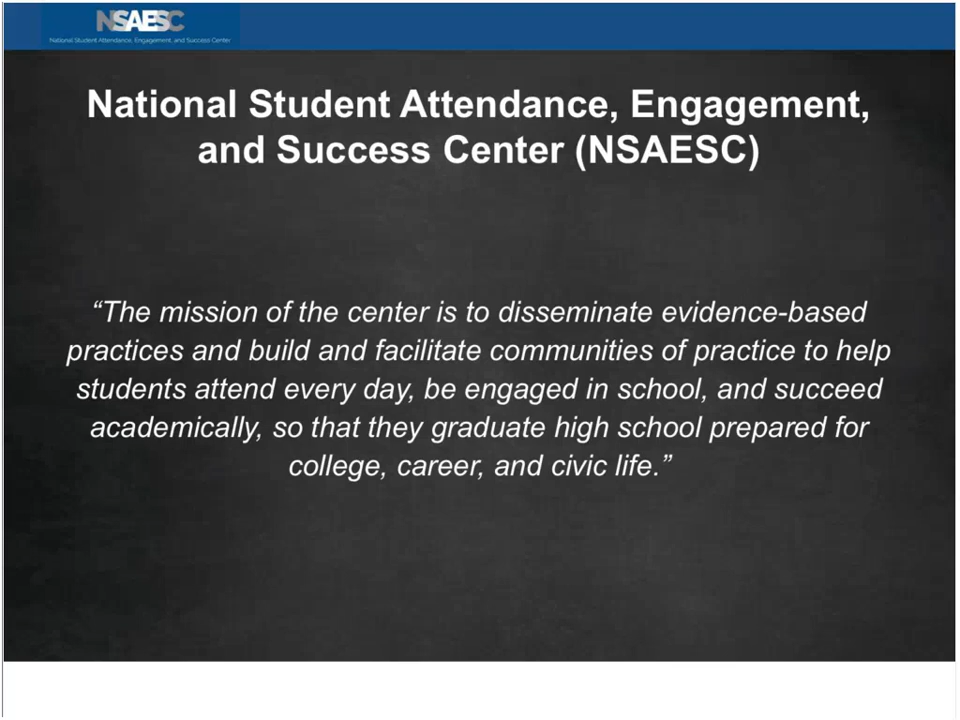 NSAESC
National Student Attendance, Engagement, and Success Center
National Student Attendance, Engagement,
and Success Center (NSAESC)
“The mission of the center is to disseminate evidence-based
practices and build and facilitate communities of practice to help
students attend every day, be engaged in school, and succeed
academically, so that they graduate high school prepared for
college, career, and civic life.”